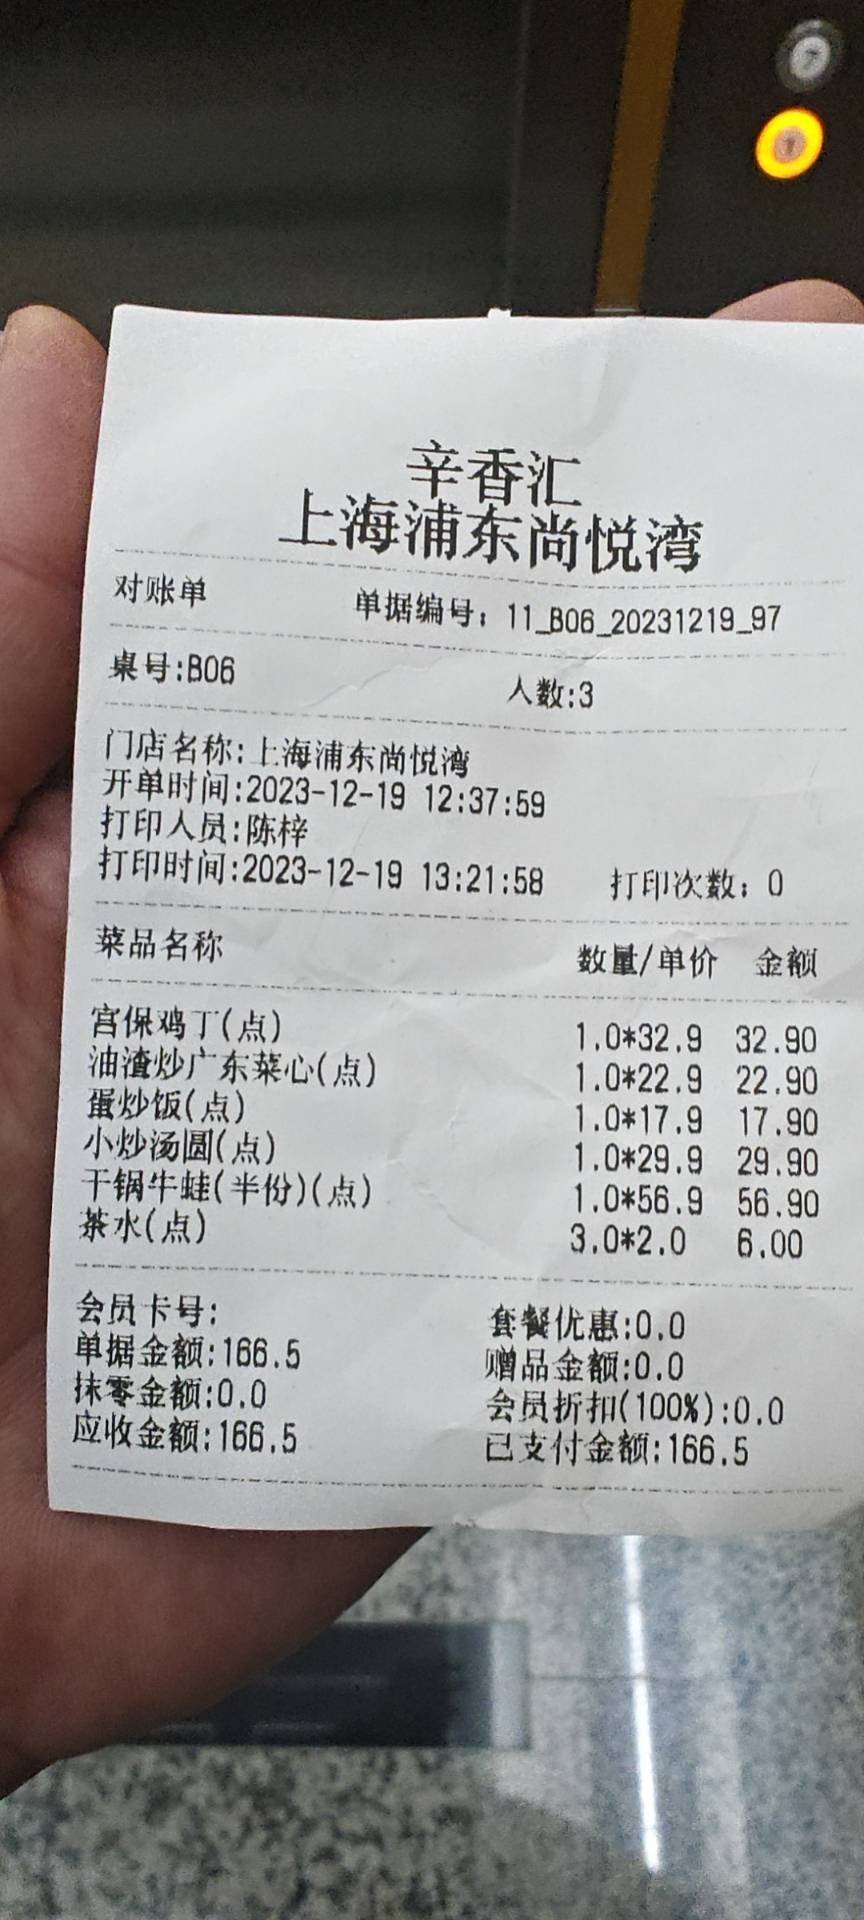 7
1
辛香汇
上海浦东尚悦湾
对账单 单据编号：11_B06_20231219_97
桌号:B06 人数:3
门店名称:上海浦东尚悦湾
开单时间:2023-12-19 12:37:59
打印人员:陈梓
打印时间:2023-12-19 13:21:58 打印次数：0
菜品名称 数量/单价 金额
宫保鸡丁(点) 1.0*32.9 32.90
油渣炒广东菜心(点) 1.0*22.9 22.90
蛋炒饭(点) 1.0*17.9 17.90
小炒汤圆(点) 1.0*29.9 29.90
干锅牛蛙(半份)(点) 1.0*56.9 56.90
茶水(点) 3.0*2.0 6.00
会员卡号: 套餐优惠:0.0
单据金额:166.5 赠品金额:0.0
抹零金额:0.0 会员折扣(100%):0.0
应收金额:166.5 已支付金额:166.5